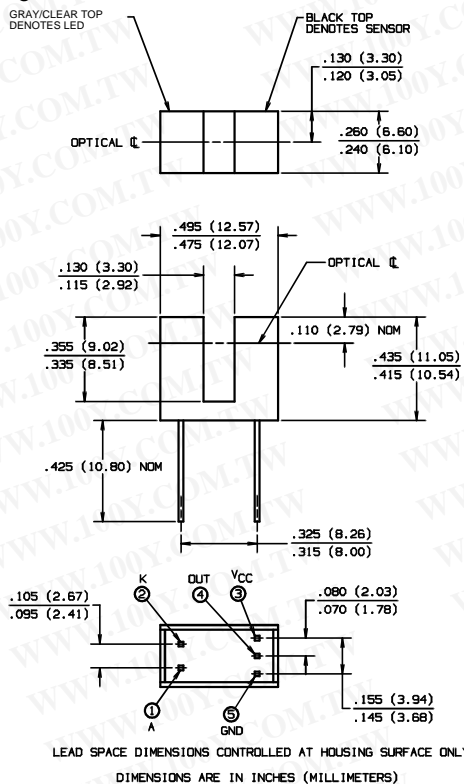 GRAY/CLEAR TOP
DENOTES LED
BLACK TOP
DENOTES SENSOR
.130 (3.30)
.120 (3.05)
OPTICAL ℄
.260 (6.60)
.240 (6.10)
.495 (12.57)
.475 (12.07)
.130 (3.30)
.115 (2.92)
OPTICAL ℄
.110 (2.79) NOM
.355 (9.02)
.335 (8.51)
.435 (11.05)
.415 (10.54)
.425 (10.80) NOM
.325 (8.26)
.315 (8.00)
.105 (2.67)
.095 (2.41)
K
②
OUT
④
VCC
③
.080 (2.03)
.070 (1.78)
①
A
⑤
GND
.155 (3.94)
.145 (3.68)
LEAD SPACE DIMENSIONS CONTROLLED AT HOUSING SURFACE ONLY
DIMENSIONS ARE IN INCHES (MILLIMETERS)
WWW.100Y.COM.TW